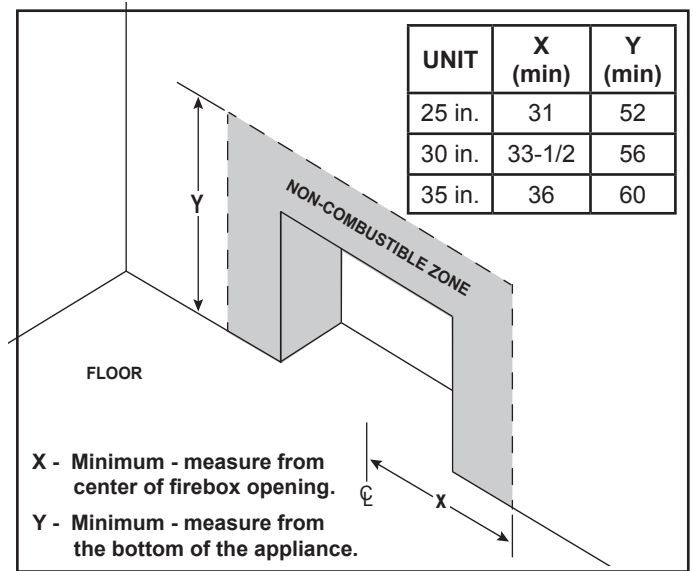 UNIT X (min) Y (min)
25 in. 31 52
30 in. 33-1/2 56
35 in. 36 60
Y
NON-COMBUSTIBLE ZONE
FLOOR
X - Minimum - measure from
center of firebox opening.
℄
X
Y - Minimum - measure from
the bottom of the appliance.